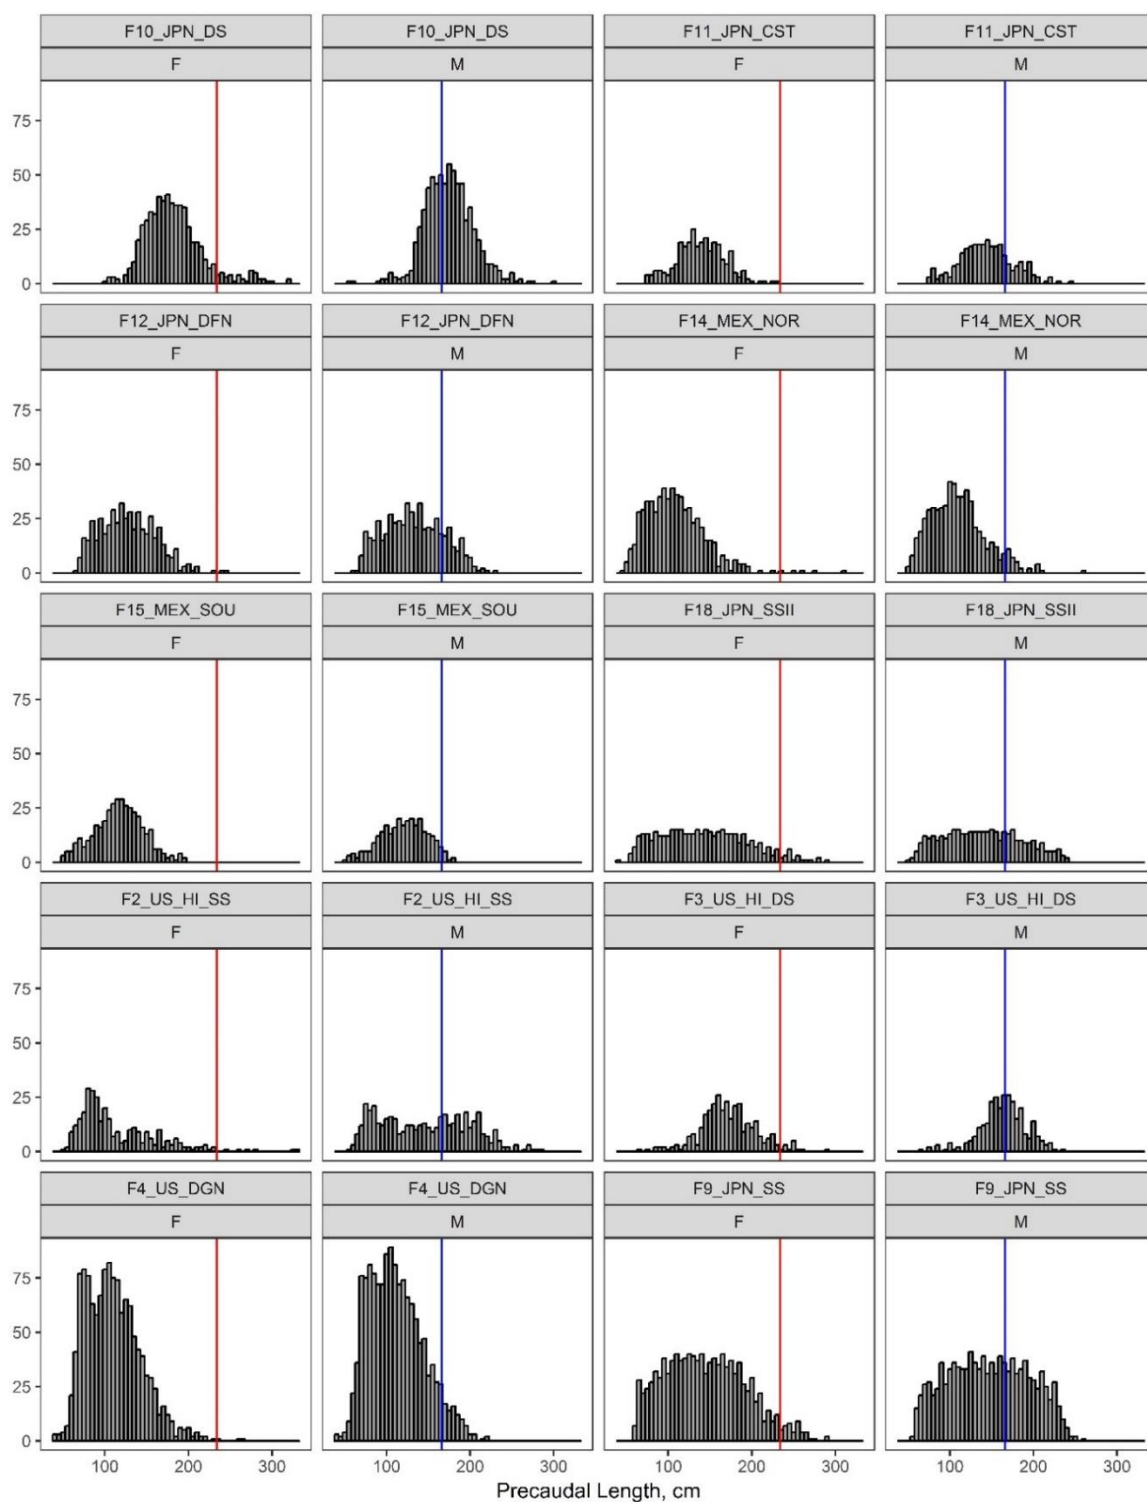 F10_JPN_DS F10_JPN_DS F11_JPN_CST F11_JPN_CST
F M F M
75
50
25
0
F12_JPN_DFN F12_JPN_DFN F14_MEX_NOR F14_MEX_NOR
F M F M
75
50
25
0
F15_MEX_SOU F15_MEX_SOU F18_JPN_SSII F18_JPN_SSII
F M F M
75
50
25
0
F2_US_HI_SS F2_US_HI_SS F3_US_HI_DS F3_US_HI_DS
F M F M
75
50
25
0
F4_US_DGN F4_US_DGN F9_JPN_SS F9_JPN_SS
F M F M
75
50
25
0
100 200 300 100 200 300 100 200 300 100 200 300
Precaudal Length, cm